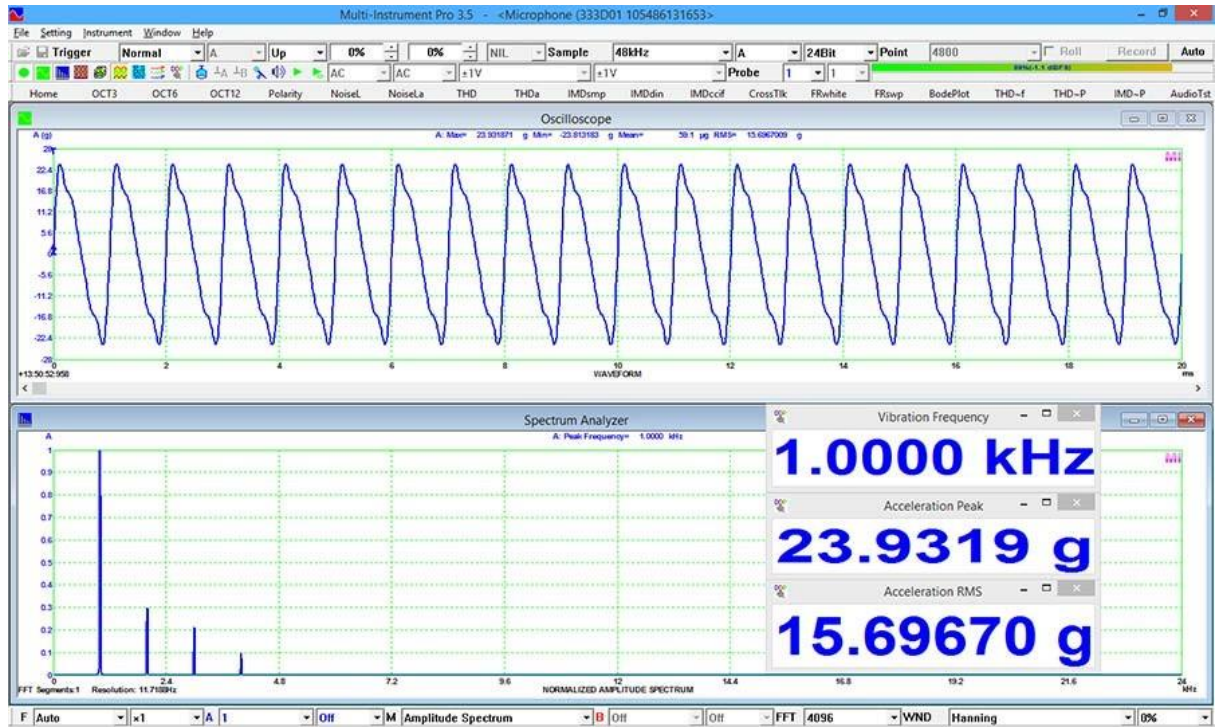 Multi-Instrument Pro 3.5 - <Microphone (333D01 105486131653>
File Setting Instrument Window Help
Trigger Normal A Up 0% 0% NIL Sample 48kHz A 24Bit Point 4800 Roll Record Auto
A B AC AC ±1V ±1V Probe 1 1
Home OCT3 OCT6 OCT12 Polarity NoiseL NoiseLa THD THDa IMDsmp IMDdin IMDccif CrossTlk FRwhite FRswp BodePlot THD~f THD~P IMD~P AudioTst
Oscilloscope
A (g) A: Max= 23.931871 g Min= -23.813183 g Mean= 59.1 µg RMS= 15.6967009 g
28
MI
22.4
16.8
11.2
5.6
-5.6
-11.2
-16.8
-22.4
-28
0 2 4 6 8 10 12 14 16 18 20
+13:50:52:958 WAVEFORM ms
Spectrum Analyzer
A A: Peak Frequency= 1.0000 kHz
1
MI
0.9
0.8
0.7
0.6
0.5
0.4
0.3
0.2
0.1
0
2.4 4.8 7.2 9.6 12 14.4 16.8 19.2 21.6 24
FFT Segments:1 Resolution: 11.7188Hz NORMALIZED AMPLITUDE SPECTRUM kHz
Vibration Frequency
1.0000 kHz
Acceleration Peak
23.9319 g
Acceleration RMS
15.69670 g
F Auto ×1 A 1 Off M Amplitude Spectrum B Off Off FFT 4096 WND Hanning 0%